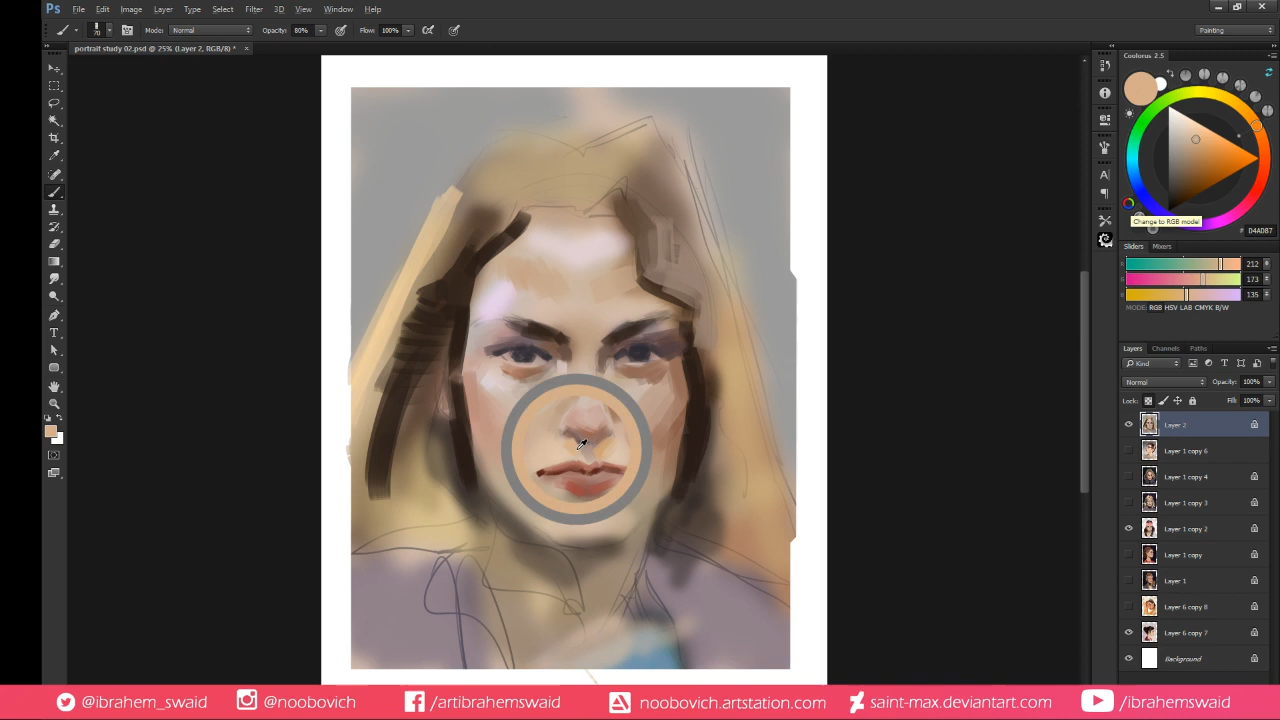 Ps File Edit Image Layer Type Select Filter 3D View Window Help
70 Mode: Normal Opacity: 80% Flow: 100% Painting
portrait study 02.psd @ 25% (Layer 2, RGB/8) * ×
Coolorus 2.5
Change to RGB model
# D4AD87
Sliders Mixers
212
173
135
MODE: RGB HSV LAB CMYK B/W
Layers Channels Paths
Kind
Normal Opacity: 100%
Lock: Fill: 100%
Layer 2
Layer 1 copy 6
Layer 1 copy 4
Layer 1 copy 3
Layer 1 copy 2
Layer 1 copy
Layer 1
Layer 6 copy 8
Layer 6 copy 7
Background
@ibrahem_swaid @noobovich /artibrahemswaid noobovich.artstation.com saint-max.deviantart.com /ibrahemswaid